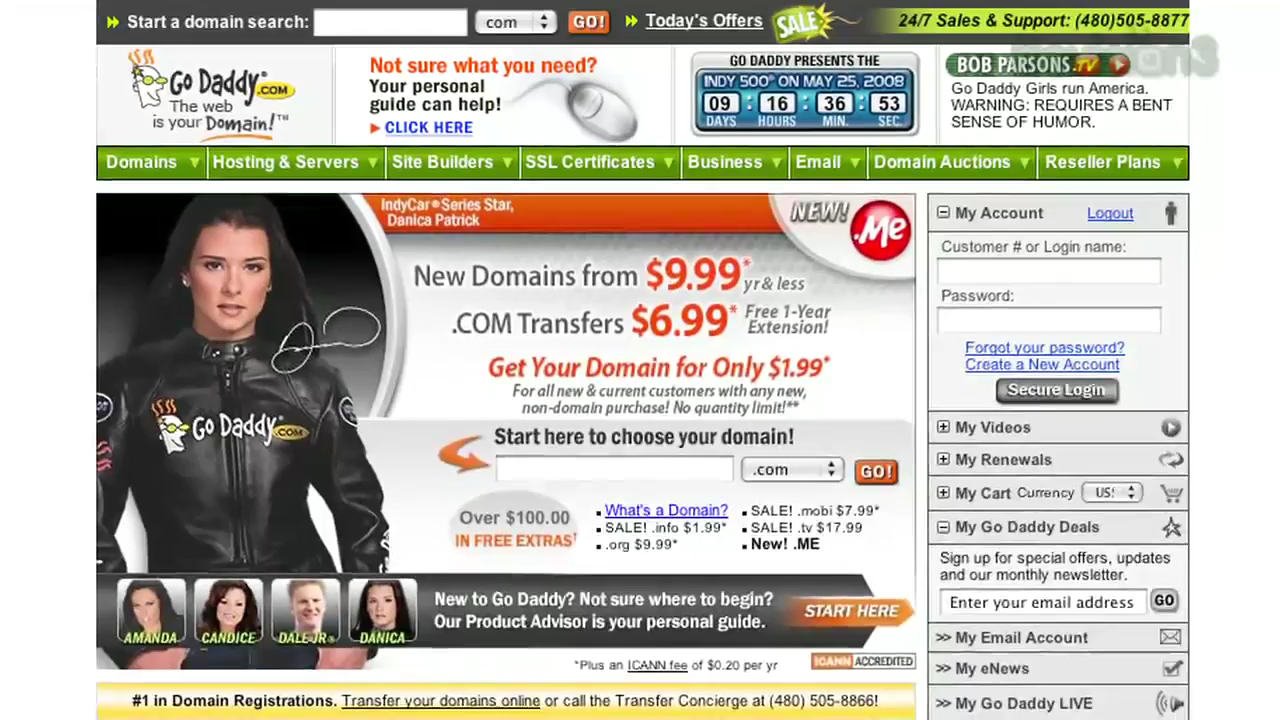 Start a domain search:
com
GO!
Today's Offers
SALE
24/7 Sales & Support: (480)505-8877
Go Daddy.COM
The web
is your Domain!™
Not sure what you need?
Your personal
guide can help!
CLICK HERE
GO DADDY PRESENTS THE
INDY 500® ON MAY 25, 2008
09 : 16 : 36 : 53
DAYS HOURS MIN. SEC.
BOB PARSONS.TV
Go Daddy Girls run America.
WARNING: REQUIRES A BENT
SENSE OF HUMOR.
Domains
Hosting & Servers
Site Builders
SSL Certificates
Business
Email
Domain Auctions
Reseller Plans
IndyCar® Series Star,
Danica Patrick
NEW!
.Me
New Domains from $9.99* yr & less
.COM Transfers $6.99* Free 1-Year
Extension!
Get Your Domain for Only $1.99*
For all new & current customers with any new,
non-domain purchase! No quantity limit!**
Go Daddy.COM
Start here to choose your domain!
.com
GO!
Over $100.00
IN FREE EXTRAS†
What's a Domain?
SALE! .info $1.99*
.org $9.99*
SALE! .mobi $7.99*
SALE! .tv $17.99
New! .ME
AMANDA
CANDICE
DALE JR®
DANICA
New to Go Daddy? Not sure where to begin?
Our Product Advisor is your personal guide.
START HERE
*Plus an ICANN fee of $0.20 per yr
ICANN ACCREDITED
#1 in Domain Registrations. Transfer your domains online or call the Transfer Concierge at (480) 505-8866!
My Account
Logout
Customer # or Login name:
Password:
Forgot your password?
Create a New Account
Secure Login
My Videos
My Renewals
My Cart Currency US
My Go Daddy Deals
Sign up for special offers, updates
and our monthly newsletter.
Enter your email address
GO
>> My Email Account
>> My eNews
>> My Go Daddy LIVE